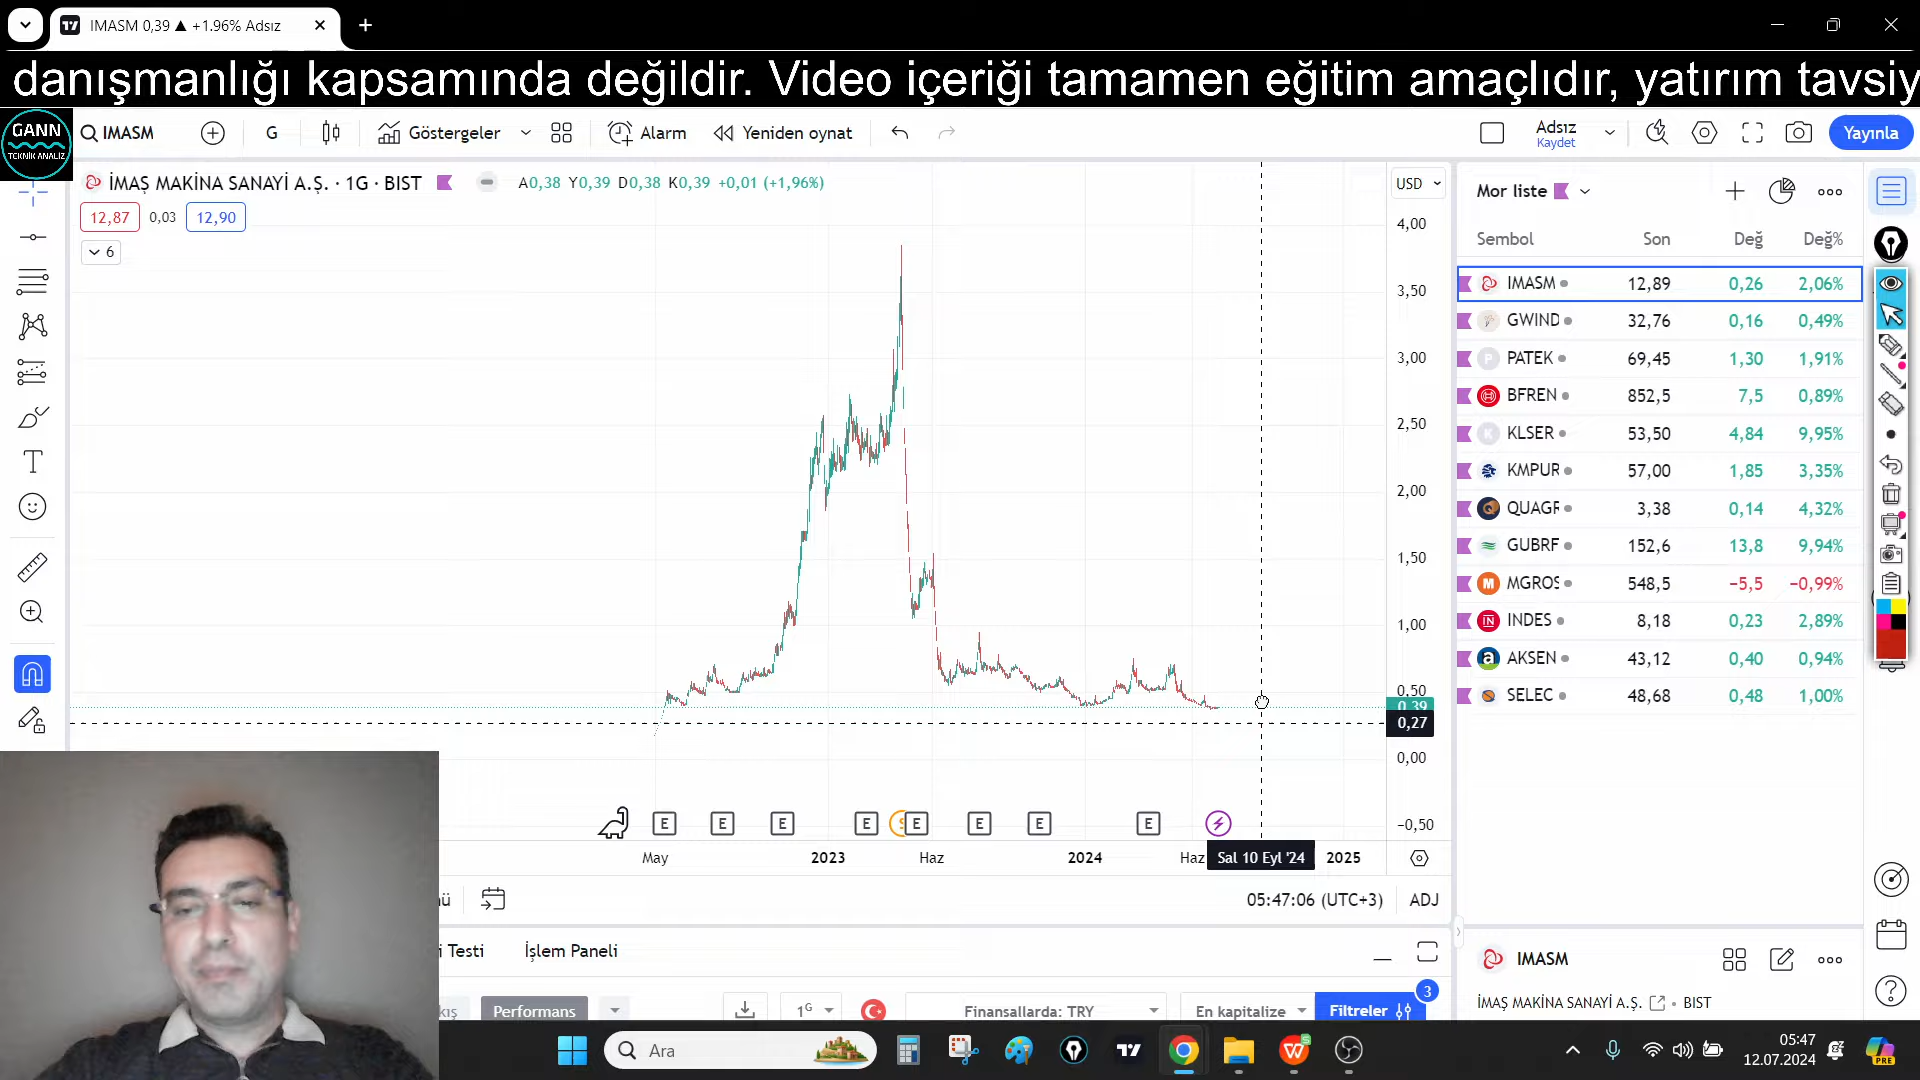 IMASM 0,39 ▲ +1.96% Adsız
danışmanlığı kapsamında değildir. Video içeriği tamamen eğitim amaçlıdır, yatırım tavsiy
GANN
TEKNİK ANALİZ
IMASM
G
Göstergeler
Alarm
Yeniden oynat
Adsız
Kaydet
Yayınla
İMAŞ MAKİNA SANAYİ A.Ş. · 1G · BIST
A0,38 Y0,39 D0,38 K0,39 +0,01 (+1,96%)
12,87 0,03 12,90
6
USD
4,00
3,50
3,00
2,50
2,00
1,50
1,00
0,50
0,39
0,27
0,00
−0,50
E E E E E E E E
May 2023 Haz 2024 Haz Sal 10 Eyl '24 2025
05:47:06 (UTC+3) ADJ
i Testi İşlem Paneli
Performans
1G
Finansallarda: TRY
En kapitalize
Filtreler
3
Mor liste
Sembol Son Değ Değ%
IMASM 12,89 0,26 2,06%
GWIND 32,76 0,16 0,49%
P PATEK 69,45 1,30 1,91%
BFREN 852,5 7,5 0,89%
K KLSER 53,50 4,84 9,95%
KMPUR 57,00 1,85 3,35%
QUAGR 3,38 0,14 4,32%
GUBRF 152,6 13,8 9,94%
M MGROS 548,5 −5,5 −0,99%
IN INDES 8,18 0,23 2,89%
a AKSEN 43,12 0,40 0,94%
SELEC 48,68 0,48 1,00%
IMASM
İMAŞ MAKİNA SANAYİ A.Ş. • BIST
Ara
05:47
12.07.2024
PRE